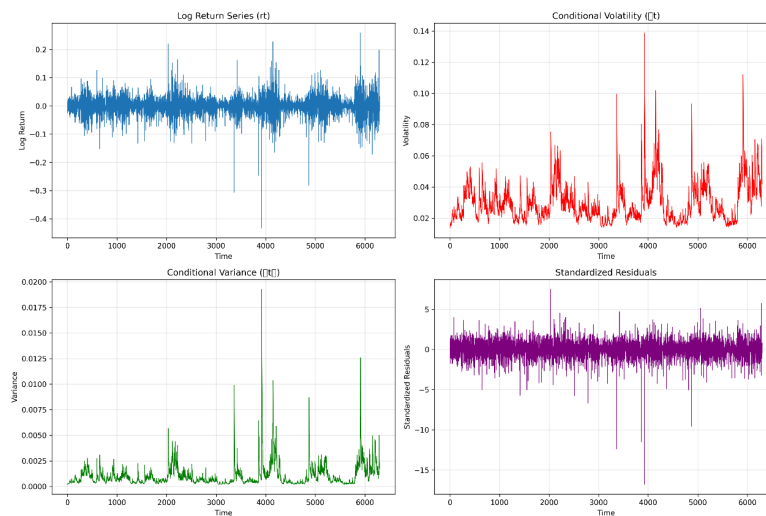 Log Return Series (rt)
Log Return
0.2
0.1
0.0
−0.1
−0.2
−0.3
−0.4
0 1000 2000 3000 4000 5000 6000
Time
Conditional Volatility (▯t)
Volatility
0.14
0.12
0.10
0.08
0.06
0.04
0.02
0 1000 2000 3000 4000 5000 6000
Time
Conditional Variance (▯t▯)
Variance
0.0200
0.0175
0.0150
0.0125
0.0100
0.0075
0.0050
0.0025
0.0000
0 1000 2000 3000 4000 5000 6000
Time
Standardized Residuals
Standardized Residuals
5
0
−5
−10
−15
0 1000 2000 3000 4000 5000 6000
Time